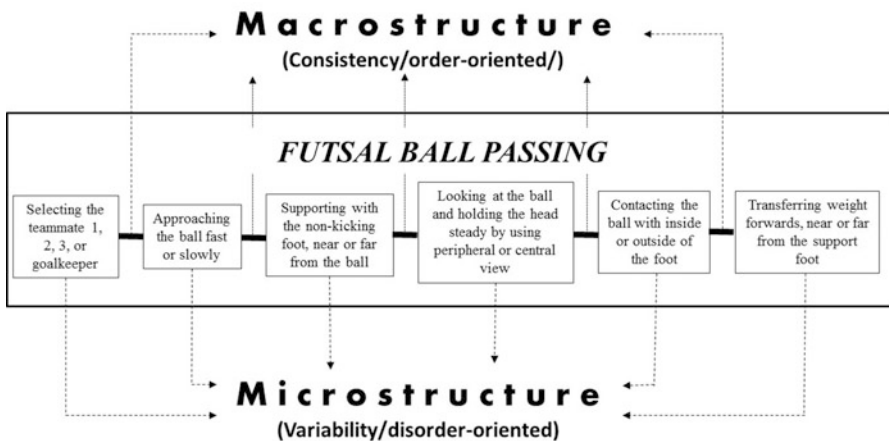 Macrostructure
(Consistency/order-oriented/)
FUTSAL BALL PASSING
Selecting the
teammate 1,
2, 3, or
goalkeeper
Approaching
the ball fast
or slowly
Supporting with
the non-kicking
foot, near or far
from the ball
Looking at the ball
and holding the head
steady by using
peripheral or central
view
Contacting the
ball with inside
or outside of
the foot
Transferring weight
forwards, near or far
from the support
foot
Microstructure
(Variability/disorder-oriented)